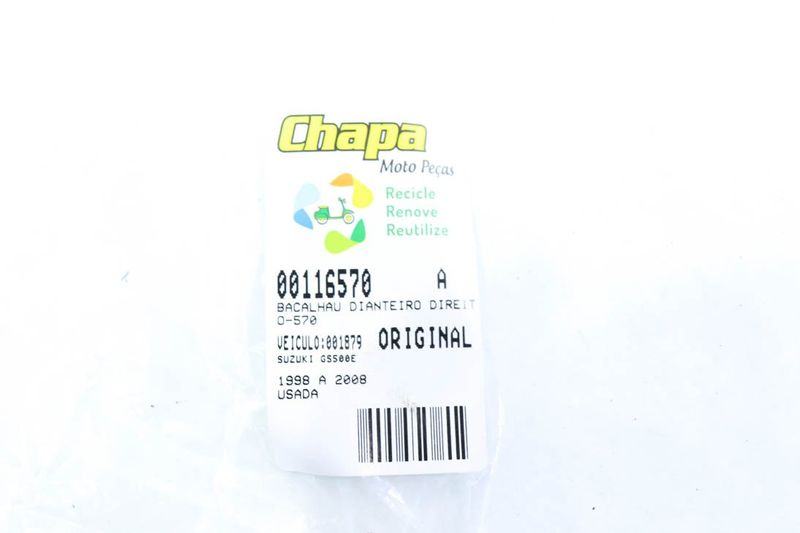 Chapa
Moto Peças
Recicle
Renove
Reutilize
00116570 A
BACALHAU DIANTEIRO DIREIT
O-570
VEICULO:001879 ORIGINAL
SUZUKI GS500E
1998 A 2008
USADA